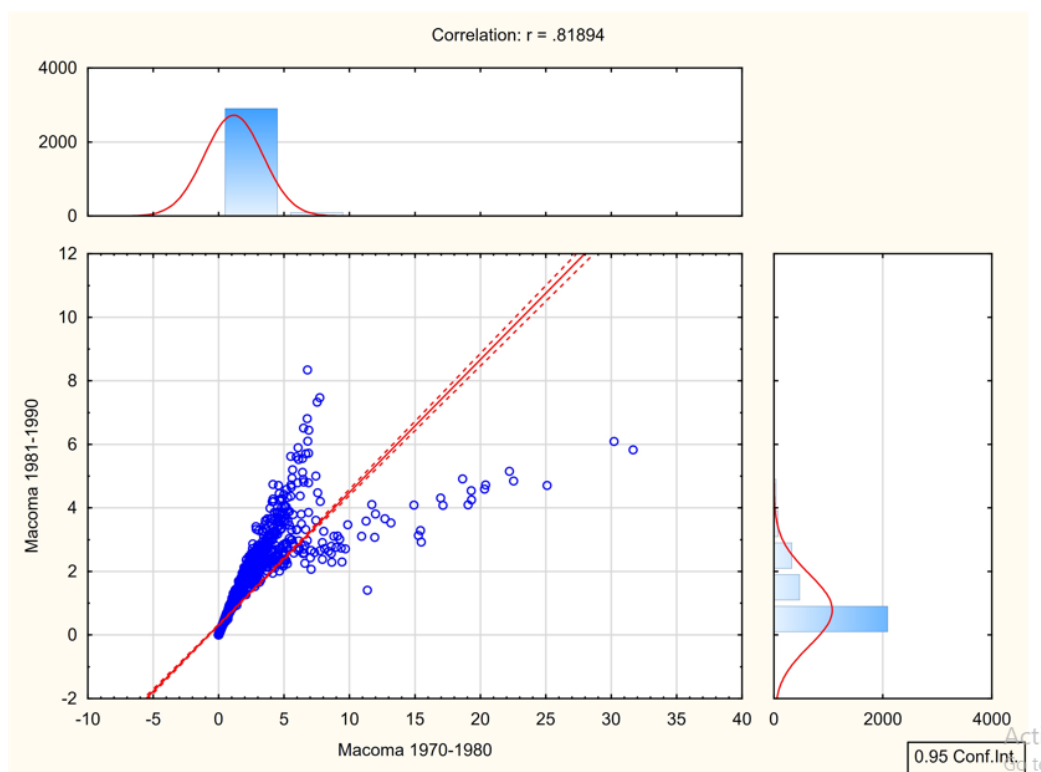 Correlation: r = .81894
4000
2000
0
12
10
8
6
4
2
0
-2
Macoma 1981-1990
-10 -5 0 5 10 15 20 25 30 35 40
Macoma 1970-1980
0 2000 4000
0.95 Conf.Int.
Act
Go to